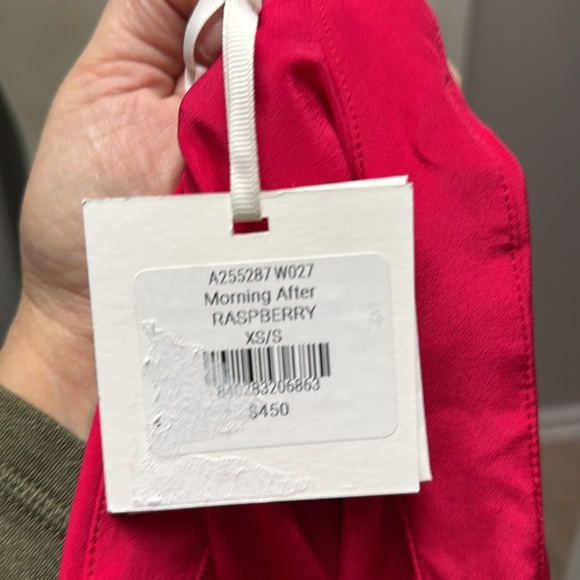 A255287 W027
Morning After
RASPBERRY
XS/S
840283206863
$450